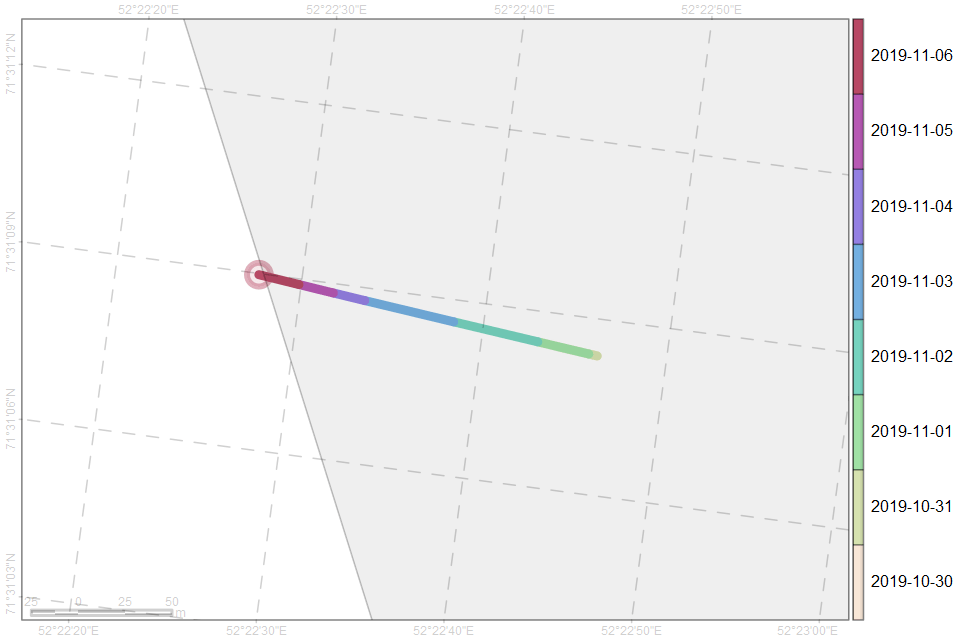 52°22'20"E 52°22'30"E 52°22'40"E 52°22'50"E
71°31'12"N
71°31'09"N
71°31'06"N
71°31'03"N
2019-11-06
2019-11-05
2019-11-04
2019-11-03
2019-11-02
2019-11-01
2019-10-31
2019-10-30
25 0 25 50
m
52°22'20"E 52°22'30"E 52°22'40"E 52°22'50"E 52°23'00"E